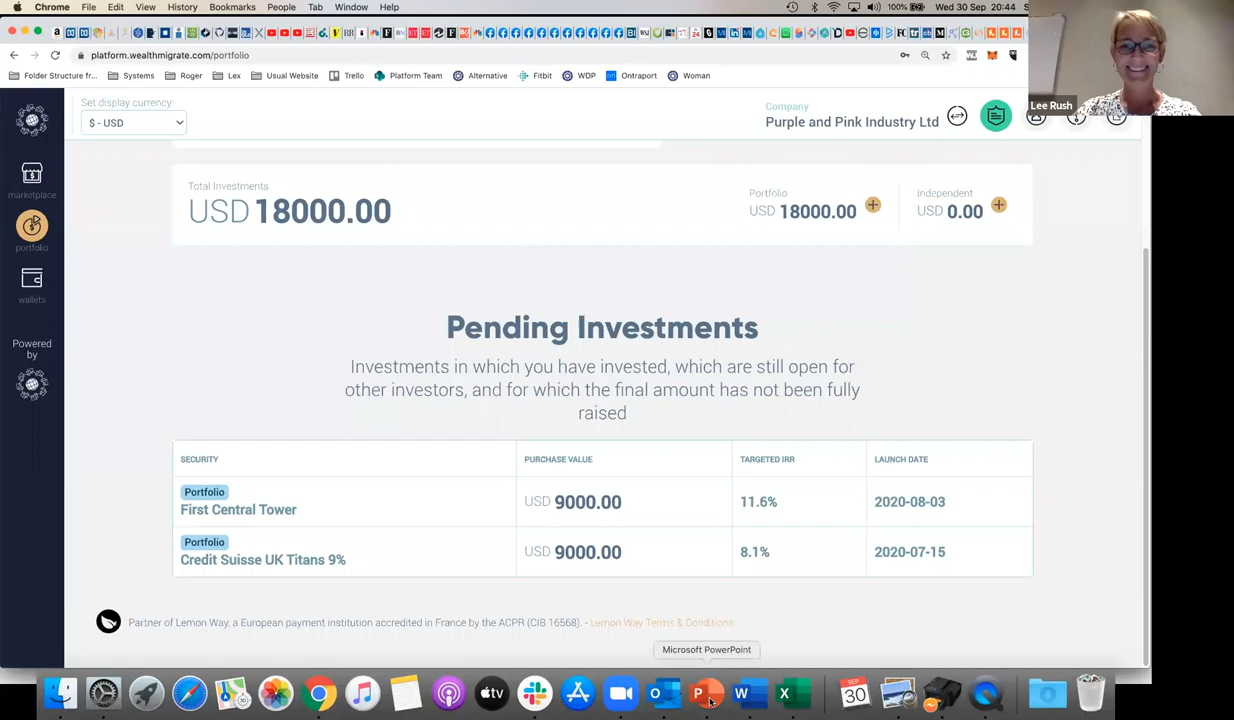 Chrome File Edit View History Bookmarks People Tab Window Help 100% Wed 30 Sep 20:44
platform.wealthmigrate.com/portfolio
Folder Structure fr... Systems Roger Lex Usual Website Trello Platform Team Alternative Fitbit WDP Ontraport Woman
Lee Rush
Set display currency:
$ - USD
Company
Purple and Pink Industry Ltd
marketplace
portfolio
wallets
Powered
by
Total Investments
USD 18000.00
Portfolio
USD 18000.00
Independent
USD 0.00
Pending Investments
Investments in which you have invested, which are still open for
other investors, and for which the final amount has not been fully
raised
SECURITY PURCHASE VALUE TARGETED IRR LAUNCH DATE
Portfolio
First Central Tower USD 9000.00 11.6% 2020-08-03
Portfolio
Credit Suisse UK Titans 9% USD 9000.00 8.1% 2020-07-15
Partner of Lemon Way, a European payment institution accredited in France by the ACPR (CIB 16568). - Lemon Way Terms & Conditions
Microsoft PowerPoint
tv
SEP
30